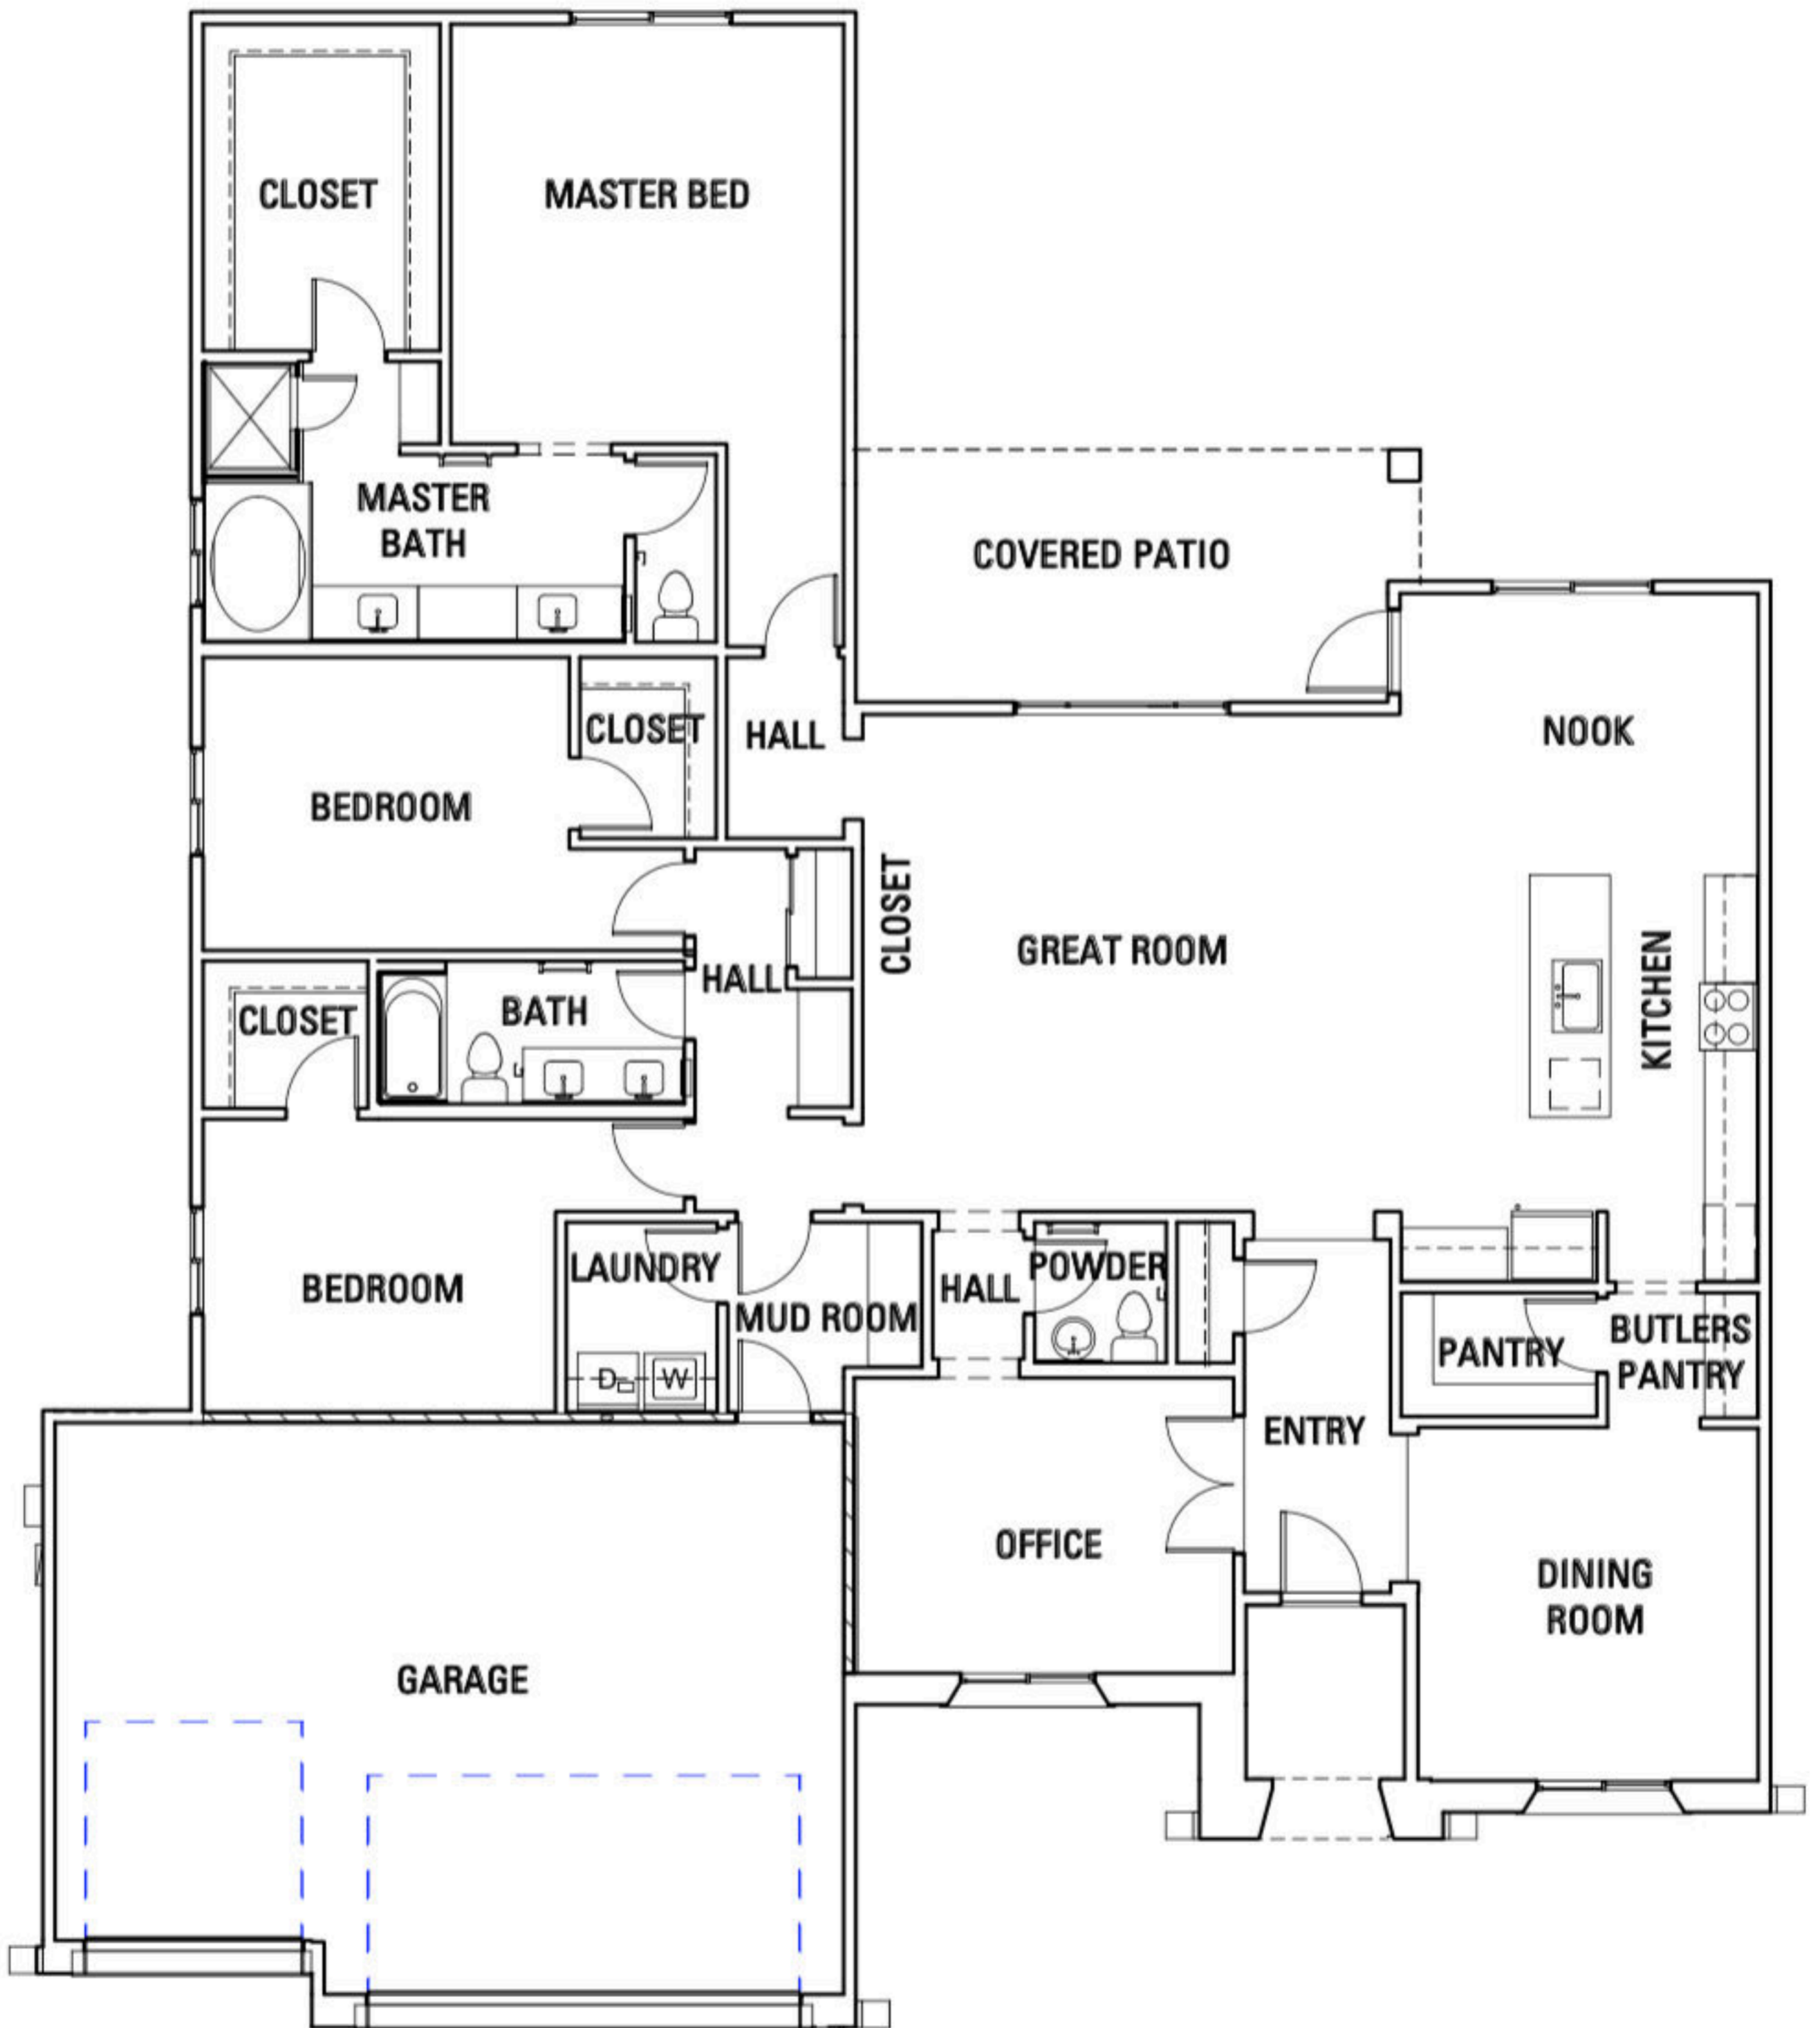 CLOSET
MASTER BED
MASTER
BATH
COVERED PATIO
CLOSET
HALL
NOOK
BEDROOM
CLOSET
GREAT ROOM
KITCHEN
HALL
CLOSET
BATH
BEDROOM
LAUNDRY
MUD ROOM
HALL
POWDER
PANTRY
BUTLERS
PANTRY
D
W
ENTRY
OFFICE
DINING
ROOM
GARAGE